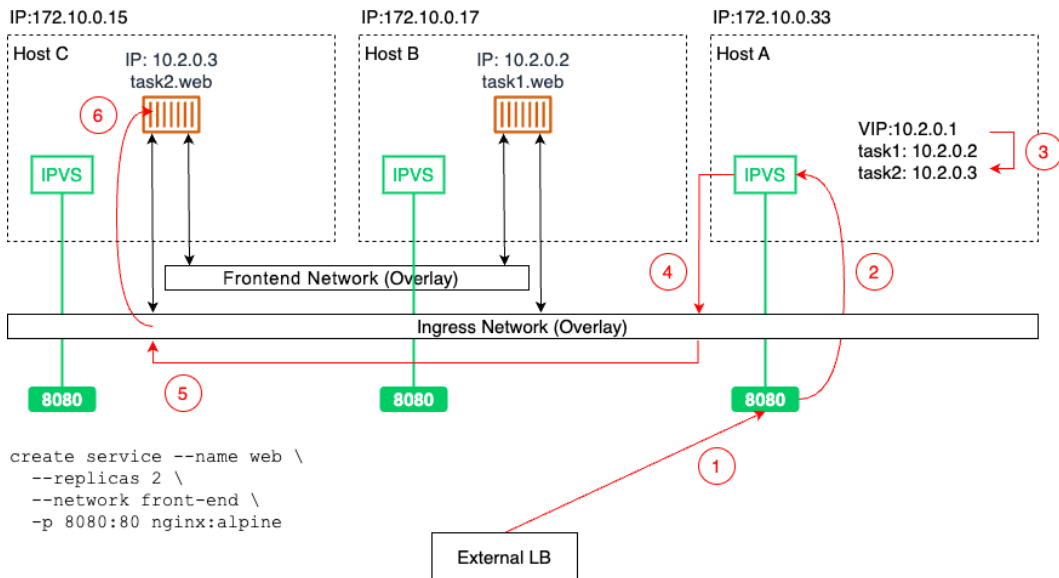 IP:172.10.0.15
IP:172.10.0.17
IP:172.10.0.33
Host C
IP: 10.2.0.3
task2.web
Host B
IP: 10.2.0.2
task1.web
Host A
6
VIP:10.2.0.1
task1: 10.2.0.2
task2: 10.2.0.3
3
IPVS
IPVS
IPVS
4
2
Frontend Network (Overlay)
Ingress Network (Overlay)
5
8080
8080
8080
1
create service --name web \
--replicas 2 \
--network front-end \
-p 8080:80 nginx:alpine
External LB